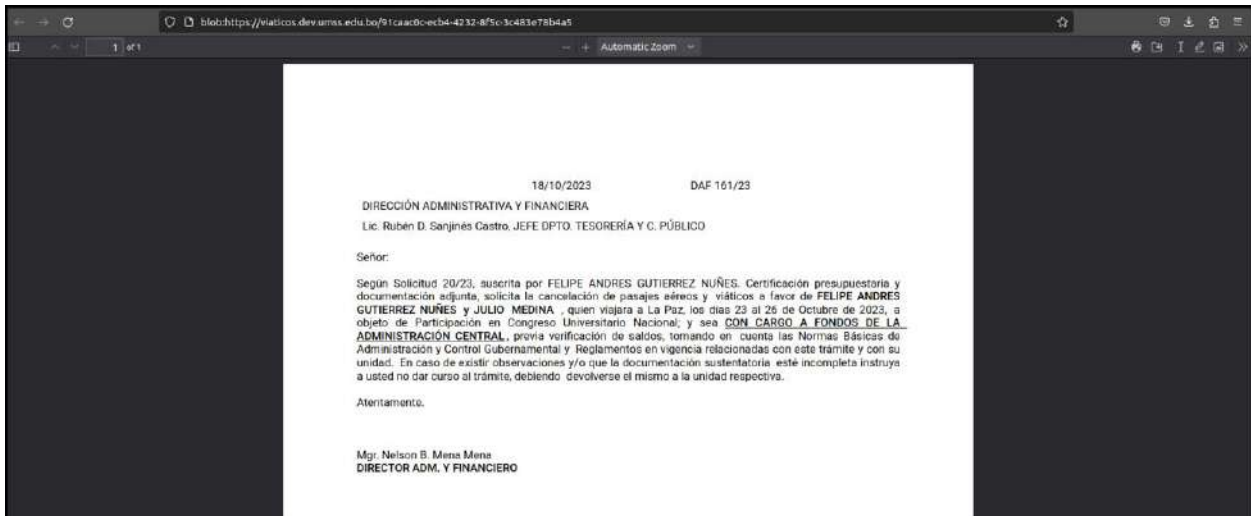 blob:https://viaticos.dev.umss.edu.bo/91caac0c-ecb4-4232-8f5c-3c483e78b4a5
1 of 1
Automatic Zoom
18/10/2023 DAF 161/23
DIRECCIÓN ADMINISTRATIVA Y FINANCIERA
Lic. Rubén D. Sanjinés Castro. JEFE DPTO. TESORERÍA Y C. PÚBLICO
Señor:
Según Solicitud 20/23, suscrita por FELIPE ANDRES GUTIERREZ NUÑES. Certificación presupuestaria y
documentación adjunta, solicita la cancelación de pasajes aéreos y viáticos a favor de FELIPE ANDRES
GUTIERREZ NUÑES y JULIO MEDINA , quien viajara a La Paz, los días 23 al 26 de Octubre de 2023, a
objeto de Participación en Congreso Universitario Nacional; y sea CON CARGO A FONDOS DE LA
ADMINISTRACIÓN CENTRAL, previa verificación de saldos, tomando en cuenta las Normas Básicas de
Administración y Control Gubernamental y Reglamentos en vigencia relacionadas con este trámite y con su
unidad. En caso de existir observaciones y/o que la documentación sustentatoria esté incompleta instruya
a usted no dar curso al trámite, debiendo devolverse el mismo a la unidad respectiva.
Atentamente.
Mgr. Nelson B. Mena Mena
DIRECTOR ADM. Y FINANCIERO